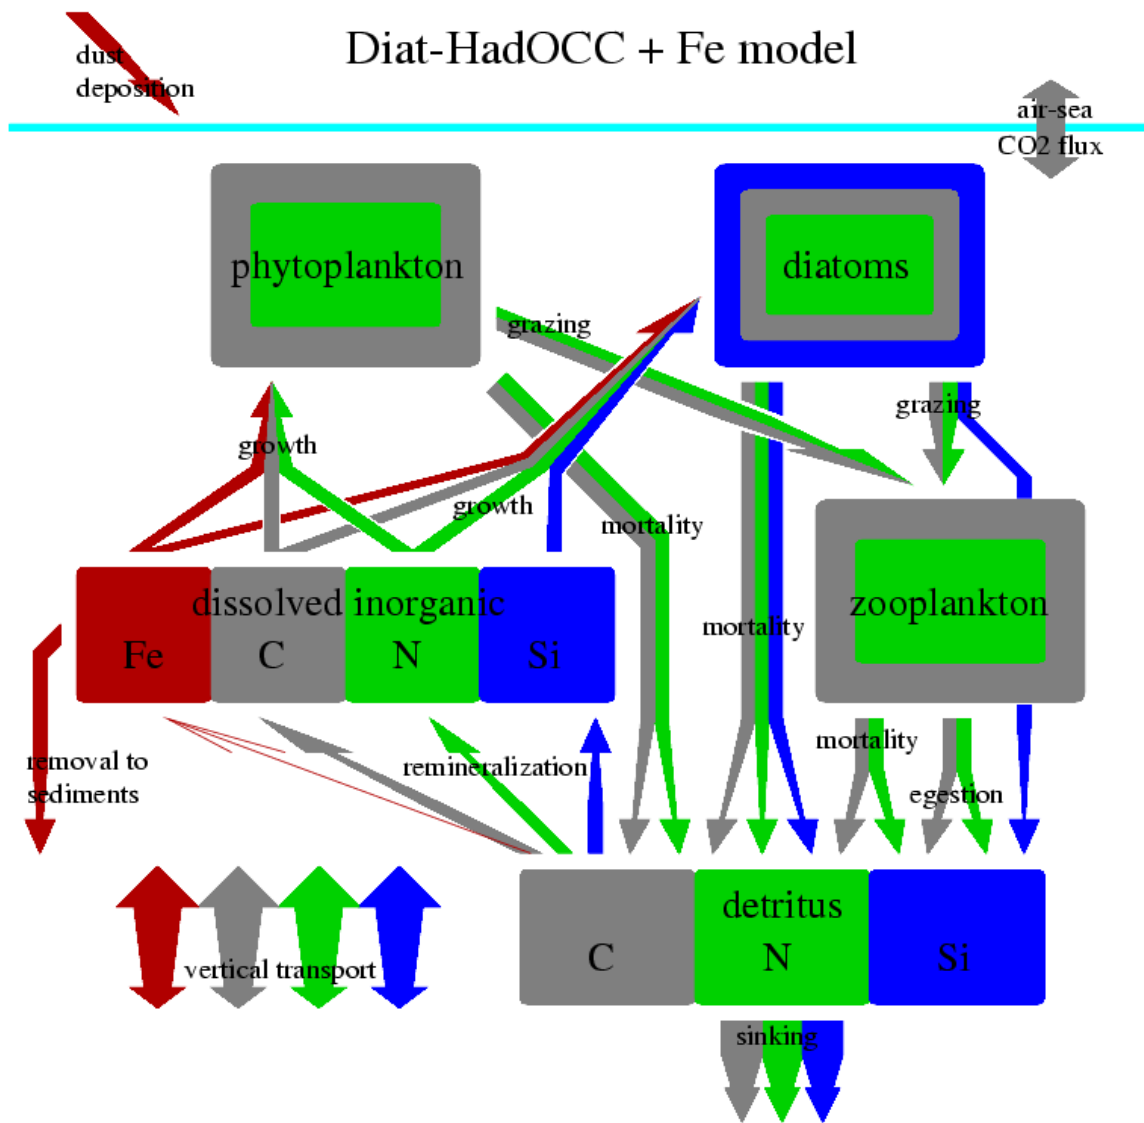 Diat-HadOCC + Fe model
dust
deposition
air-sea
CO2 flux
phytoplankton
diatoms
grazing
grazing
growth
growth
mortality
dissolved inorganic
Fe C N Si
zooplankton
mortality
mortality
removal to
sediments
remineralization
egestion
detritus
C N Si
vertical transport
sinking